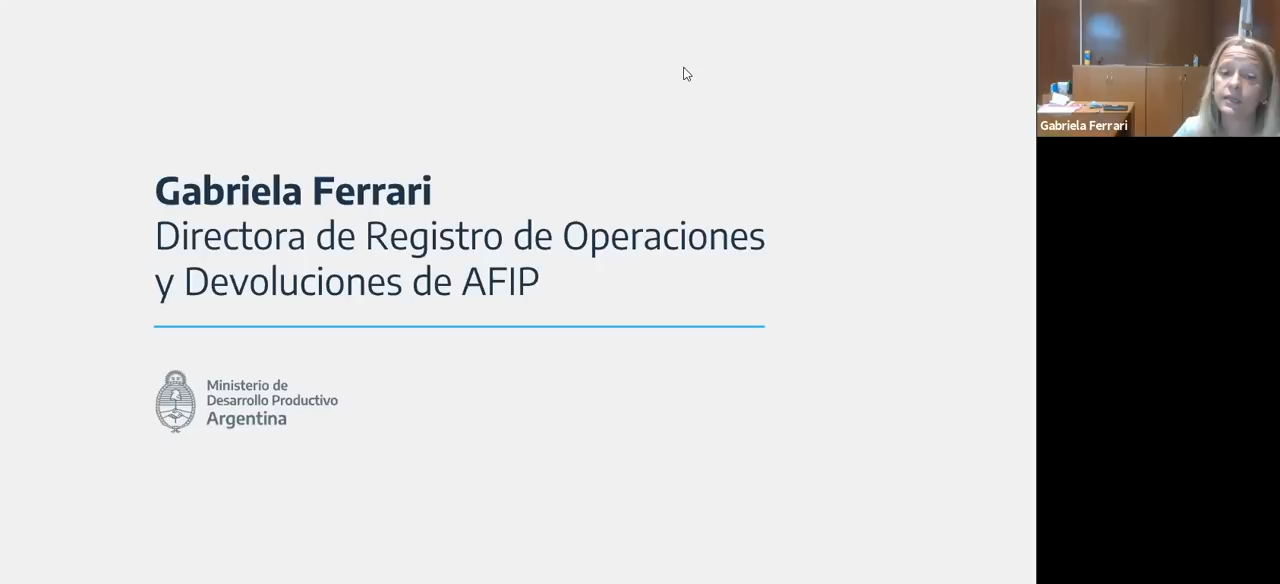 Gabriela Ferrari
Directora de Registro de Operaciones
y Devoluciones de AFIP
Ministerio de
Desarrollo Productivo
Argentina
Gabriela Ferrari